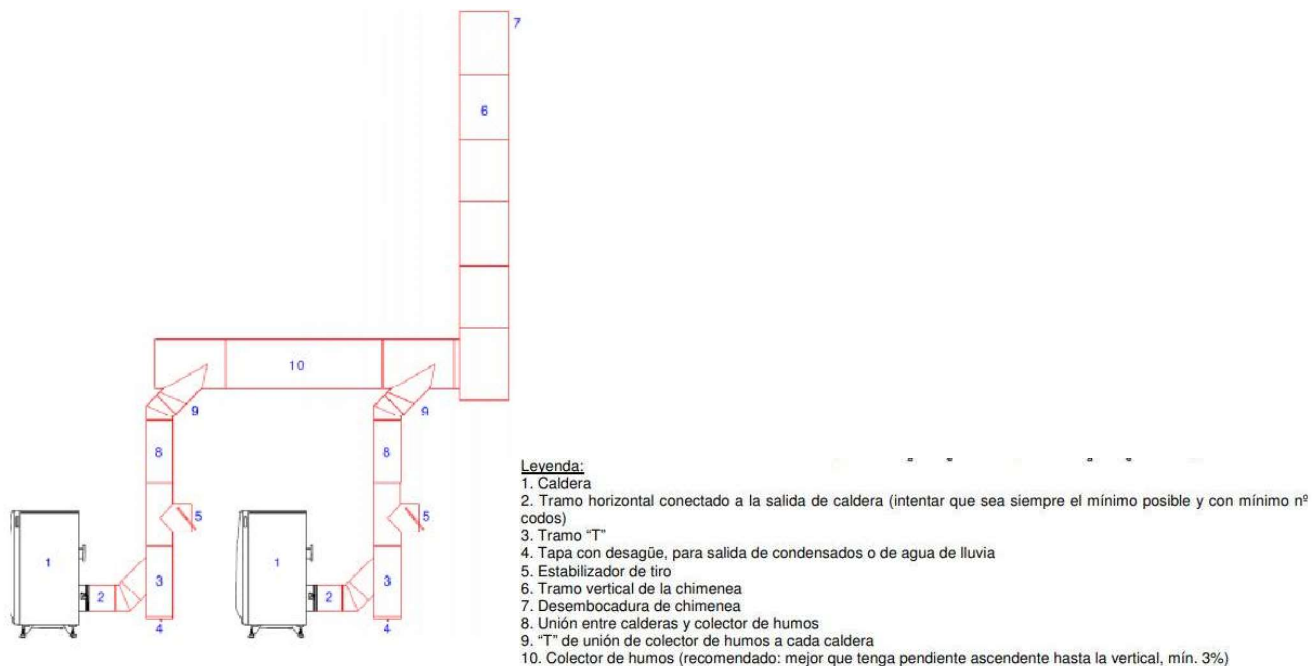 7
6
10
9
9
8
8
5
5
1
1
3
3
2
2
4
4
Leyenda:
1. Caldera
2. Tramo horizontal conectado a la salida de caldera (intentar que sea siempre el mínimo posible y con mínimo nº
codos)
3. Tramo “T”
4. Tapa con desagüe, para salida de condensados o de agua de lluvia
5. Estabilizador de tiro
6. Tramo vertical de la chimenea
7. Desembocadura de chimenea
8. Unión entre calderas y colector de humos
9. “T” de unión de colector de humos a cada caldera
10. Colector de humos (recomendado: mejor que tenga pendiente ascendente hasta la vertical, mín. 3%)